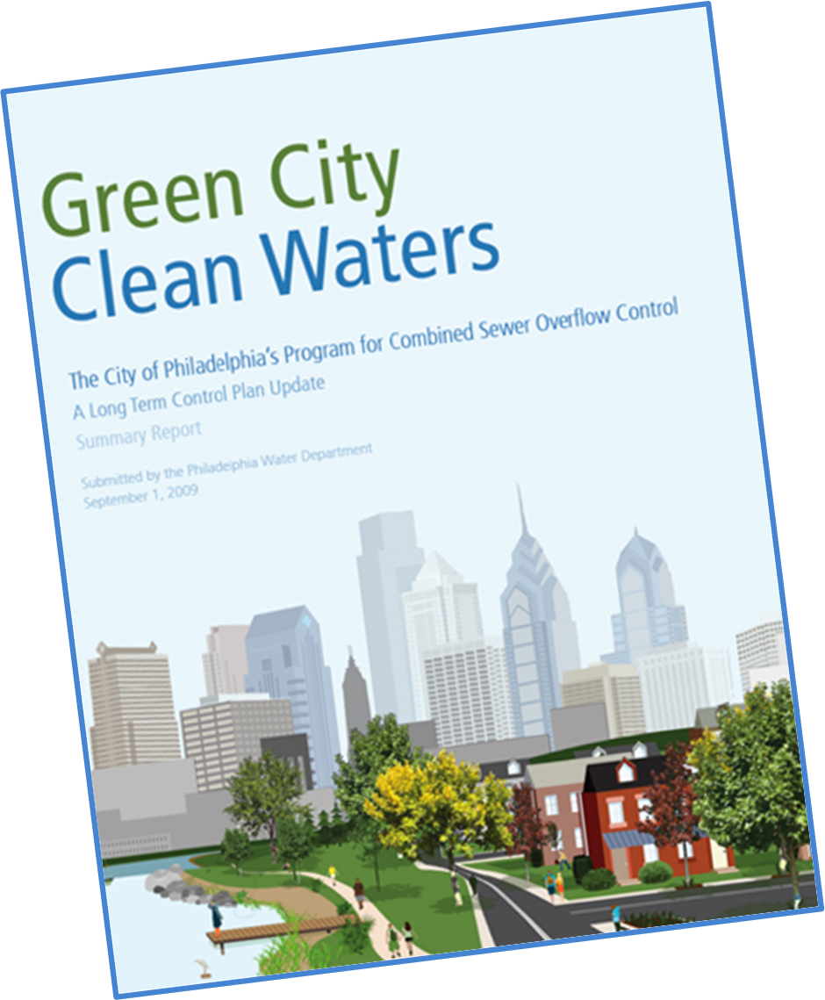 Green City
Clean Waters
The City of Philadelphia's Program for Combined Sewer Overflow Control
A Long Term Control Plan Update
Summary Report
Submitted by the Philadelphia Water Department
September 1, 2009